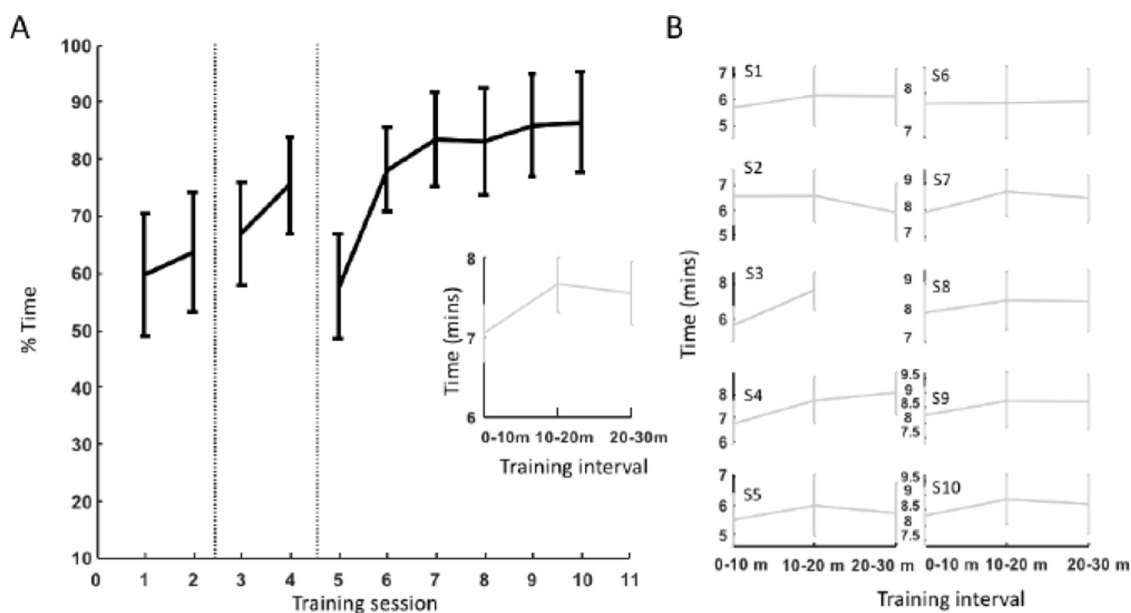 A
% Time
100
90
80
70
60
50
40
30
20
10
0 1 2 3 4 5 6 7 8 9 10 11
Training session
Time (mins)
8
7
6
0-10m 10-20m 20-30m
Training interval
B
Time (mins)
S1
7
6
5
S6
8
7
S2
7
6
5
S7
9
8
7
S3
8
6
S8
9
8
7
S4
8
7
6
S9
9.5
9
8.5
8
7.5
S5
7
6
5
S10
9.5
9
8.5
8
7.5
0-10 m 10-20 m 20-30 m 0-10 m 10-20 m 20-30 m
Training interval